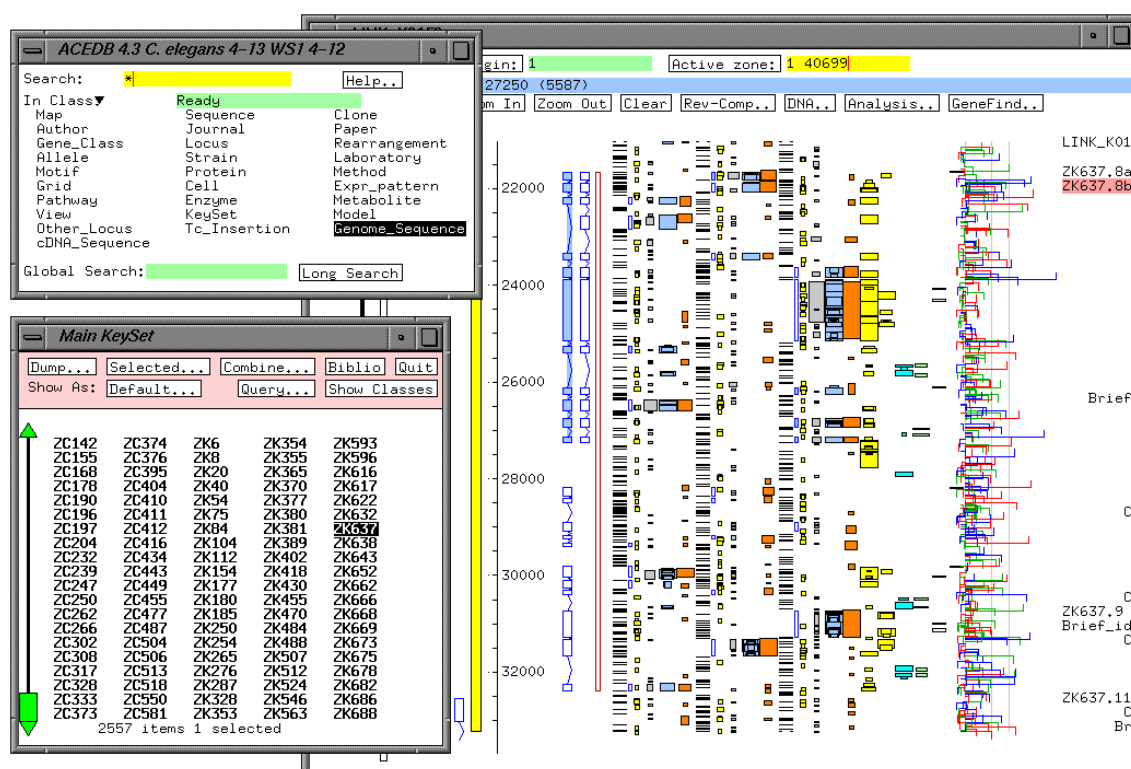 ACEDB 4.3 C. elegans 4-13 WS1 4-12
Search: * Help..
In Class Ready
Map Sequence Clone
Author Journal Paper
Gene_Class Locus Rearrangement
Allele Strain Laboratory
Motif Protein Method
Grid Cell Expr_pattern
Pathway Enzyme Metabolite
View KeySet Model
Other_Locus Tc_Insertion Genome_Sequence
cDNA_Sequence
Global Search: Long Search
Main KeySet
Dump... Selected... Combine... Biblio Quit
Show As: Default... Query... Show Classes
ZC142 ZC374 ZK6 ZK354 ZK593
ZC155 ZC376 ZK8 ZK355 ZK596
ZC168 ZC395 ZK20 ZK365 ZK616
ZC178 ZC404 ZK40 ZK370 ZK617
ZC190 ZC410 ZK54 ZK377 ZK622
ZC196 ZC411 ZK75 ZK380 ZK632
ZC197 ZC412 ZK84 ZK381 ZK637
ZC204 ZC416 ZK104 ZK389 ZK638
ZC232 ZC434 ZK112 ZK402 ZK643
ZC239 ZC443 ZK154 ZK418 ZK652
ZC247 ZC449 ZK177 ZK430 ZK662
ZC250 ZC455 ZK180 ZK455 ZK666
ZC262 ZC477 ZK185 ZK470 ZK668
ZC266 ZC487 ZK250 ZK484 ZK669
ZC302 ZC504 ZK254 ZK488 ZK673
ZC308 ZC506 ZK265 ZK507 ZK675
ZC317 ZC513 ZK276 ZK512 ZK678
ZC328 ZC518 ZK287 ZK524 ZK682
ZC333 ZC550 ZK328 ZK546 ZK686
ZC373 ZC581 ZK353 ZK563 ZK688
2557 items 1 selected
gin: 1 Active zone: 1 40699
27250 (5587)
om In Zoom Out Clear Rev-Comp.. DNA.. Analysis.. GeneFind..
LINK_K01
ZK637.8a
22000 ZK637.8b
24000
26000
Brief
28000
C
30000
C
ZK637.9
Brief_id
C
32000
ZK637.11
C
Br